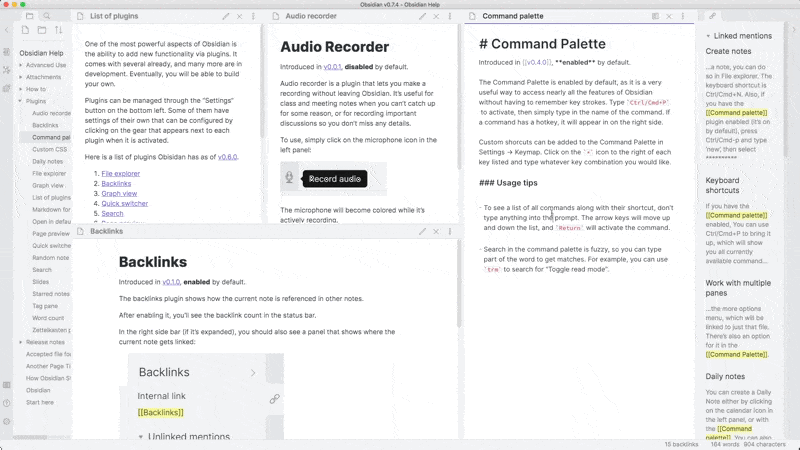 Obsidian v0.7.4 - Obsidian Help
Obsidian Help
Advanced Use
Attachments
How to
Plugins
Audio recorder
Backlinks
Command pal
Custom CSS
Daily notes
File explorer
Graph view
List of plugins
Markdown for
Open in defau
Page preview
Quick switche
Random note
Search
Slides
Starred notes
Tag pane
Word count
Zettelkasten p
Release notes
Accepted file fo
Another Page Ti
How Obsidian St
Obsidian
Start here
List of plugins
One of the most powerful aspects of Obsidian is
the ability to add new functionality via plugins. It
comes with several already, and many more are in
development. Eventually, you will be able to build
your own.
Plugins can be managed through the "Settings"
button on the bottom left. Some of them have
settings of their own that can be configured by
clicking on the gear that appears next to each
plugin when it is activated.
Here is a list of plugins Obsidian has as of v0.6.0.
1. File explorer
2. Backlinks
3. Graph view
4. Quick switcher
5. Search
Audio recorder
Audio Recorder
Introduced in v0.0.1, disabled by default.
Audio recorder is a plugin that lets you make a
recording without leaving Obsidian. It's useful for
class and meeting notes when you can't catch up
for some reason, or for recording important
discussions so you don't miss any details.
To use, simply click on the microphone icon in the
left panel:
Record audio
The microphone will become colored while it's
actively recording.
Backlinks
Backlinks
Introduced in v0.1.0, enabled by default.
The backlinks plugin shows how the current note is referenced in other notes.
After enabling it, you'll see the backlink count in the status bar.
In the right side bar (if it's expanded), you should also see a panel that shows where the
current note gets linked:
Backlinks
Internal link
[[Backlinks]]
Unlinked mentions
Command palette
# Command Palette
Introduced in [[v0.4.0]], **enabled** by default.
The Command Palette is enabled by default, as it is a very
useful way to access nearly all the features of Obsidian
without having to remember key strokes. Type `Ctrl/Cmd+P`
to activate, then simply type in the name of the command. If
a command has a hotkey, it will appear in on the right side.
Custom shortcuts can be added to the Command Palette in
Settings → Keymap. Click on the `+` icon to the right of each
key listed and type whatever key combination you would like.
### Usage tips
- To see a list of all commands along with their shortcut, don't
type anything into the prompt. The arrow keys will move up
and down the list, and `Return` will activate the command.
- Search in the command palette is fuzzy, so you can type
part of the word to get matches. For example, you can use
`trm` to search for "Toggle read mode".
Linked mentions
Create notes
...a note, you can do
so in File explorer. The
keyboard shortcut is
Ctrl/Cmd+N. Also, if
you have the
[[Command palette]]
plugin enabled (it's on
by default), press
Ctrl/Cmd-p and type
'new', then select
**********
Keyboard
shortcuts
If you have the
[[Command palette]]
enabled, You can use
Ctrl/Cmd+P to bring it
up, which will show you
all currently
available command...
Work with multiple
panes
...the more options
menu, which will be
linked to just that file.
There's also an option
for it in the
[[Command Palette]].
Daily notes
You can create a Daily
Note either by clicking
on the calendar icon in
the left panel, or with
the [[Command
palette]]. You can also
15 backlinks
164 words
904 characters